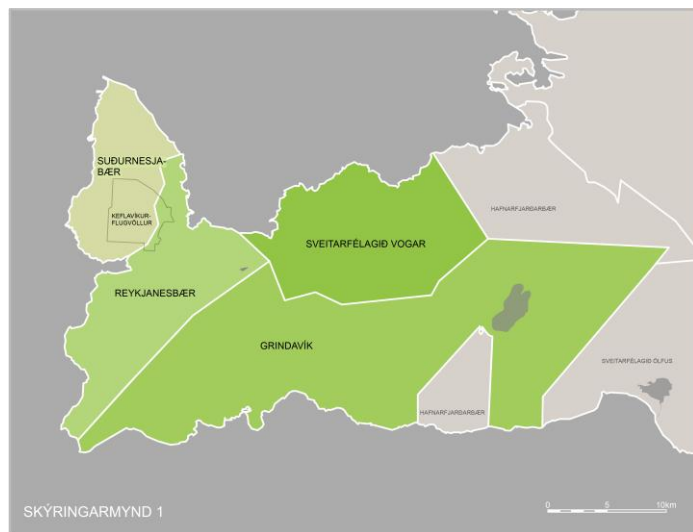 SUÐURNESJA-
BÆR
KEFLAVÍKUR-
FLUGVÖLLUR
HAFNARFJARÐARBÆR
SVEITARFÉLAGIÐ VOGAR
REYKJANESBÆR
GRINDAVÍK
SVEITARFÉLAGIÐ ÖLFUS
HAFNARFJARÐARBÆR
SKÝRINGARMYND 1
0 5 10km